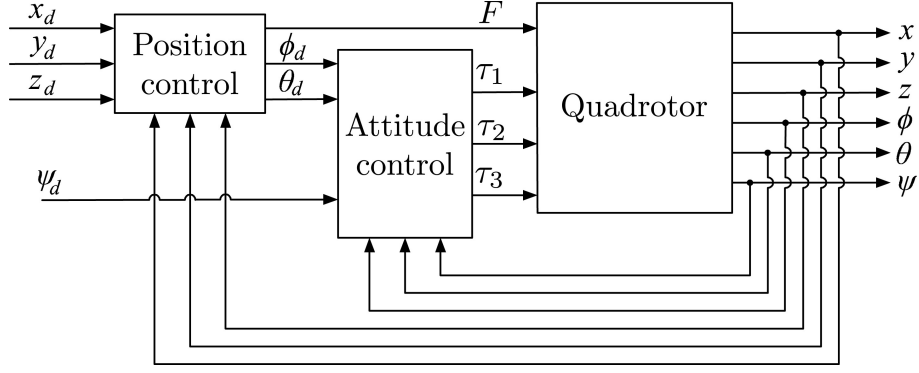 x_d
y_d
z_d
ψ_d
Position
control
F
ϕ_d
θ_d
Attitude
control
τ_1
τ_2
τ_3
Quadrotor
x
y
z
ϕ
θ
ψ